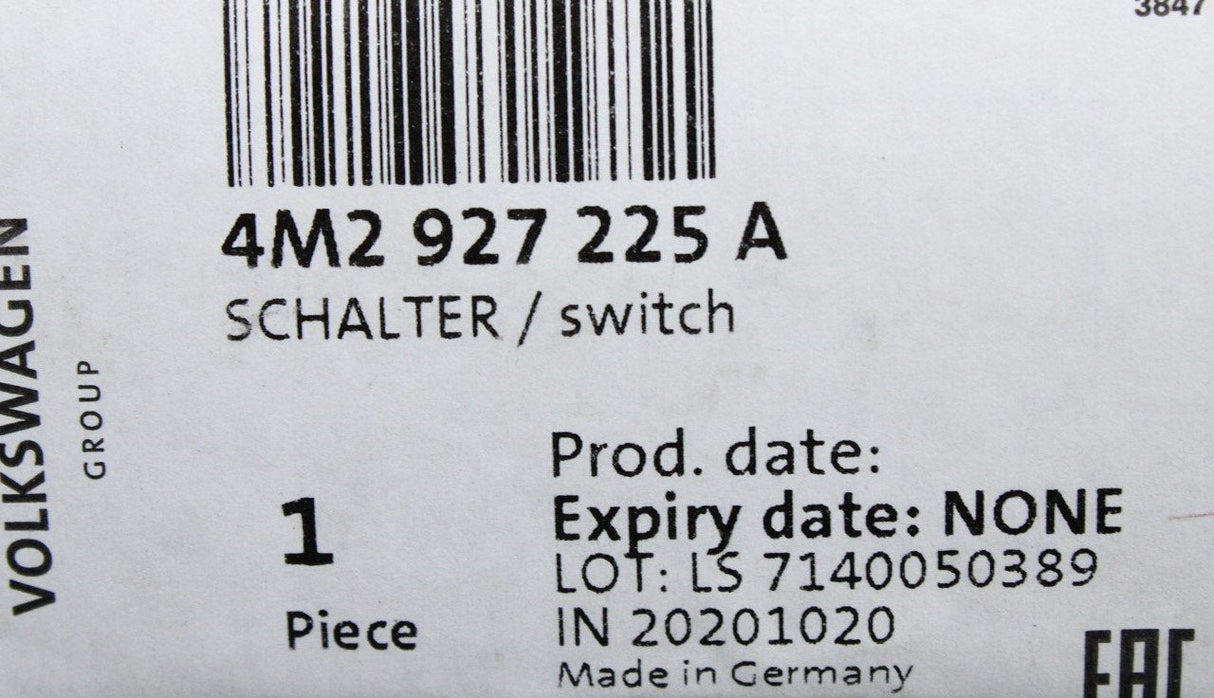 3847
4M2 927 225 A
SCHALTER / switch
VOLKSWAGEN
GROUP
1
Piece
Prod. date:
Expiry date: NONE
LOT: LS 7140050389
IN 20201020
Made in Germany
EAC